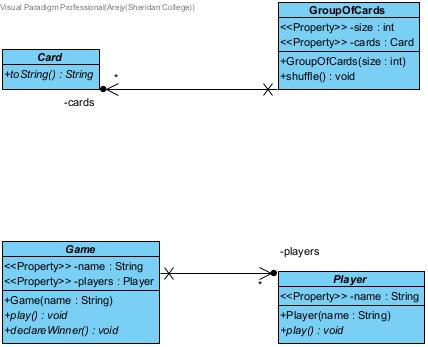 Visual Paradigm Professional(Arejy(Sheridan College))
GroupOfCards
<<Property>> -size : int
<<Property>> -cards : Card
+GroupOfCards(size : int)
+shuffle() : void
Card
+toString() : String
*
-cards
Game
<<Property>> -name : String
<<Property>> -players : Player
+Game(name : String)
+play() : void
+declareWinner() : void
-players
*
Player
<<Property>> -name : String
+Player(name : String)
+play() : void